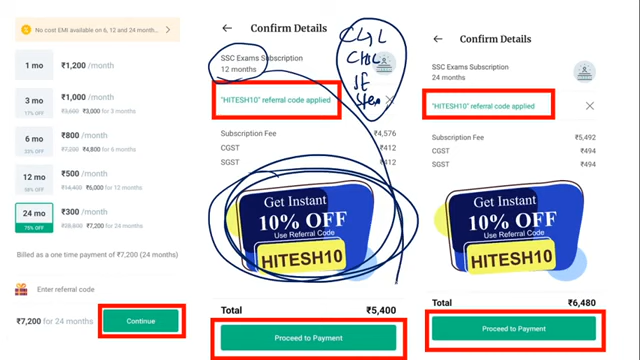 No cost EMI available on 6, 12 and 24 months
1 mo
₹1,200/month
3 mo
17% OFF
₹1,000/month
₹3,600 ₹3,000 for 3 months
6 mo
33% OFF
₹800/month
₹7,200 ₹4,800 for 6 months
12 mo
58% OFF
₹500/month
₹14,400 ₹6,000 for 12 months
24 mo
75% OFF
₹300/month
₹28,800 ₹7,200 for 24 months
Billed as a one time payment of ₹7,200 (24 months)
Enter referral code
₹7,200 for 24 months
Continue
Confirm Details
SSC Exams Subscription
12 months
CGL
CHSL
SE
"HITESH10" referral code applied
Subscription Fee ₹4,576
CGST ₹412
SGST ₹412
Get Instant
10% OFF
Use Referral Code
HITESH10
Total ₹5,400
Proceed to Payment
Confirm Details
SSC Exams Subscription
24 months
"HITESH10" referral code applied
Subscription Fee ₹5,492
CGST ₹494
SGST ₹494
Get Instant
10% OFF
Use Referral Code
HITESH10
Total ₹6,480
Proceed to Payment